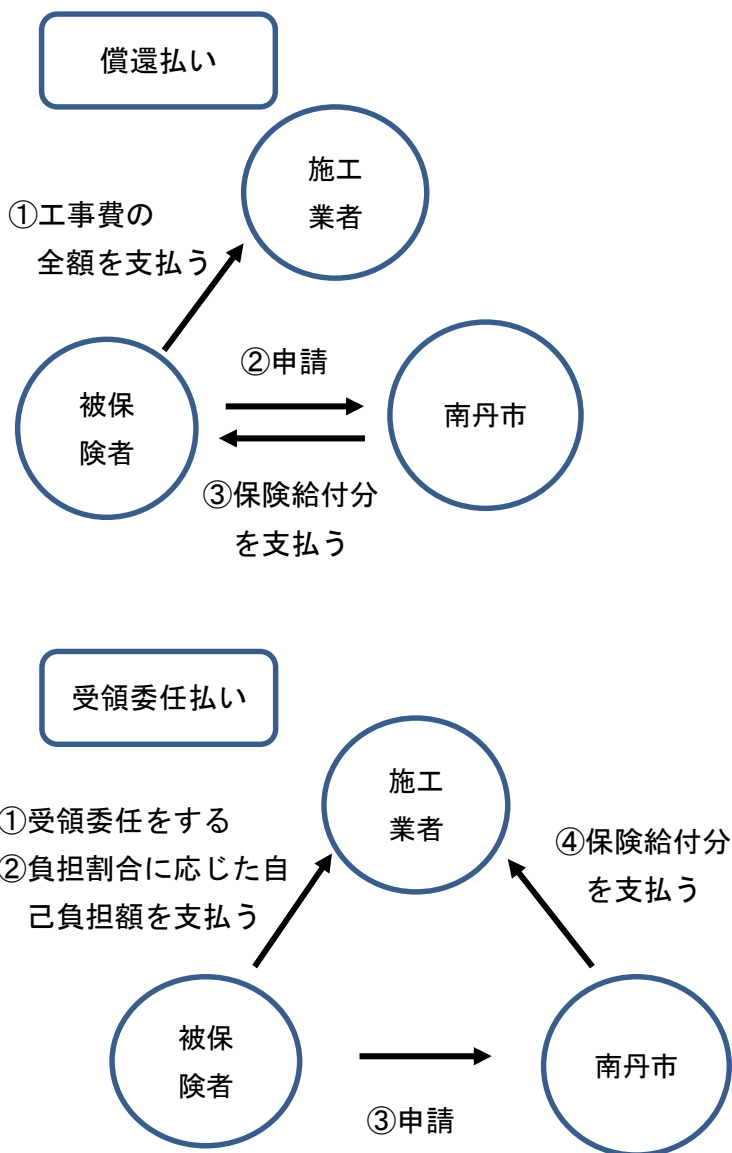 償還払い
施工
業者
①工事費の
全額を支払う
②申請
被保
険者
南丹市
③保険給付分
を支払う
受領委任払い
施工
業者
①受領委任をする
②負担割合に応じた自
己負担額を支払う
④保険給付分
を支払う
被保
険者
南丹市
③申請